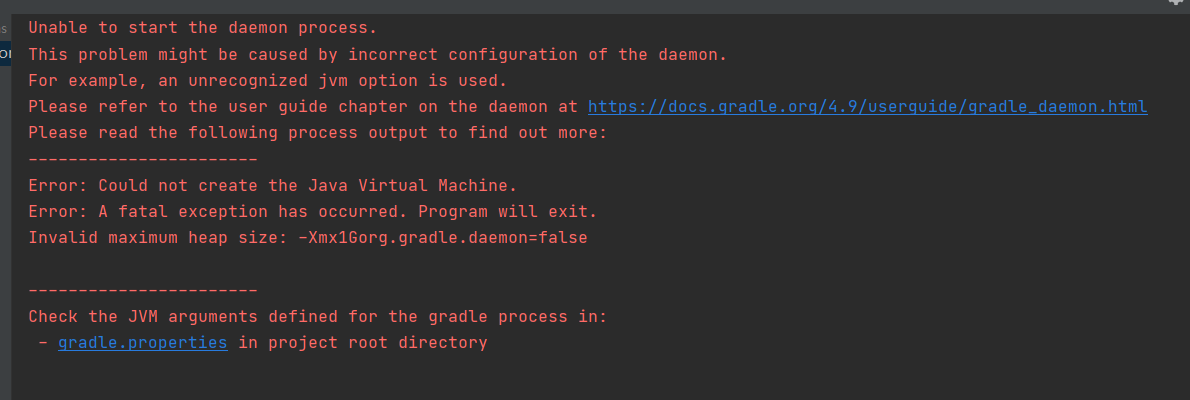 Unable to start the daemon process.
This problem might be caused by incorrect configuration of the daemon.
For example, an unrecognized jvm option is used.
Please refer to the user guide chapter on the daemon at https://docs.gradle.org/4.9/userguide/gradle_daemon.html
Please read the following process output to find out more:
-----------------------
Error: Could not create the Java Virtual Machine.
Error: A fatal exception has occurred. Program will exit.
Invalid maximum heap size: -Xmx1Gorg.gradle.daemon=false
-----------------------
Check the JVM arguments defined for the gradle process in:
- gradle.properties in project root directory